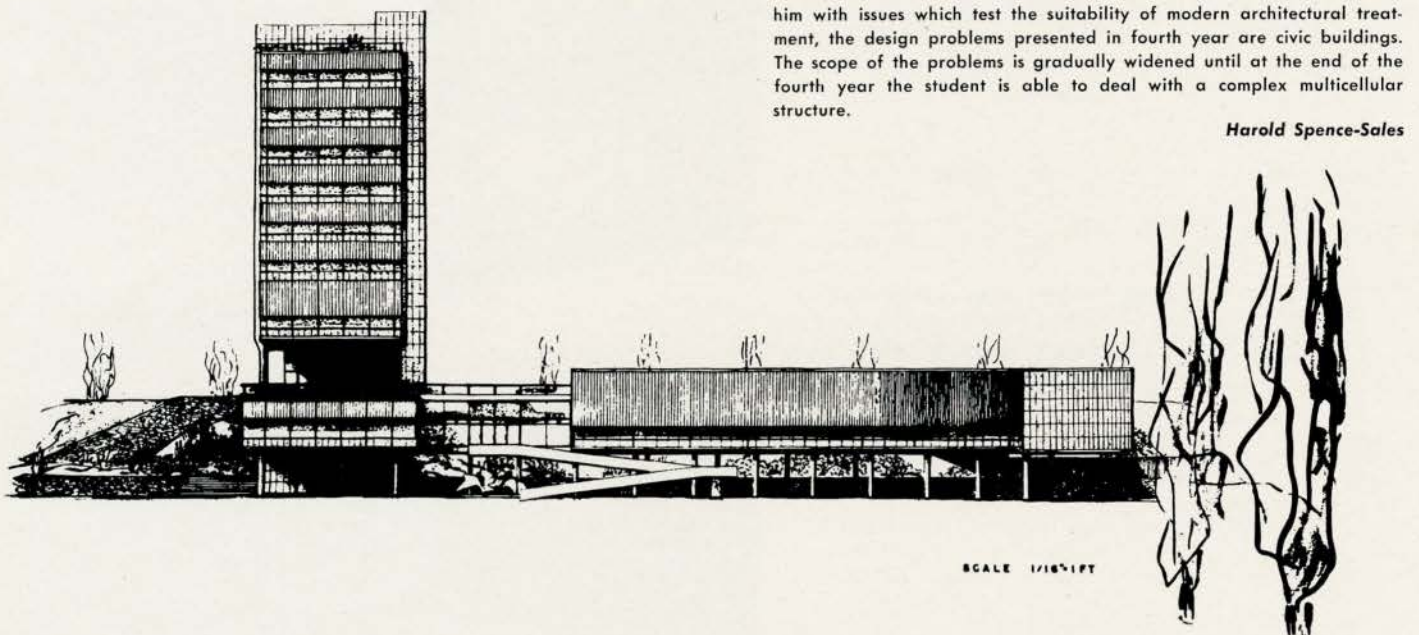 him with issues which test the suitability of modern architectural treat-
ment, the design problems presented in fourth year are civic buildings.
The scope of the problems is gradually widened until at the end of the
fourth year the student is able to deal with a complex multicellular
structure.
Harold Spence-Sales
SCALE 1/16"=1FT